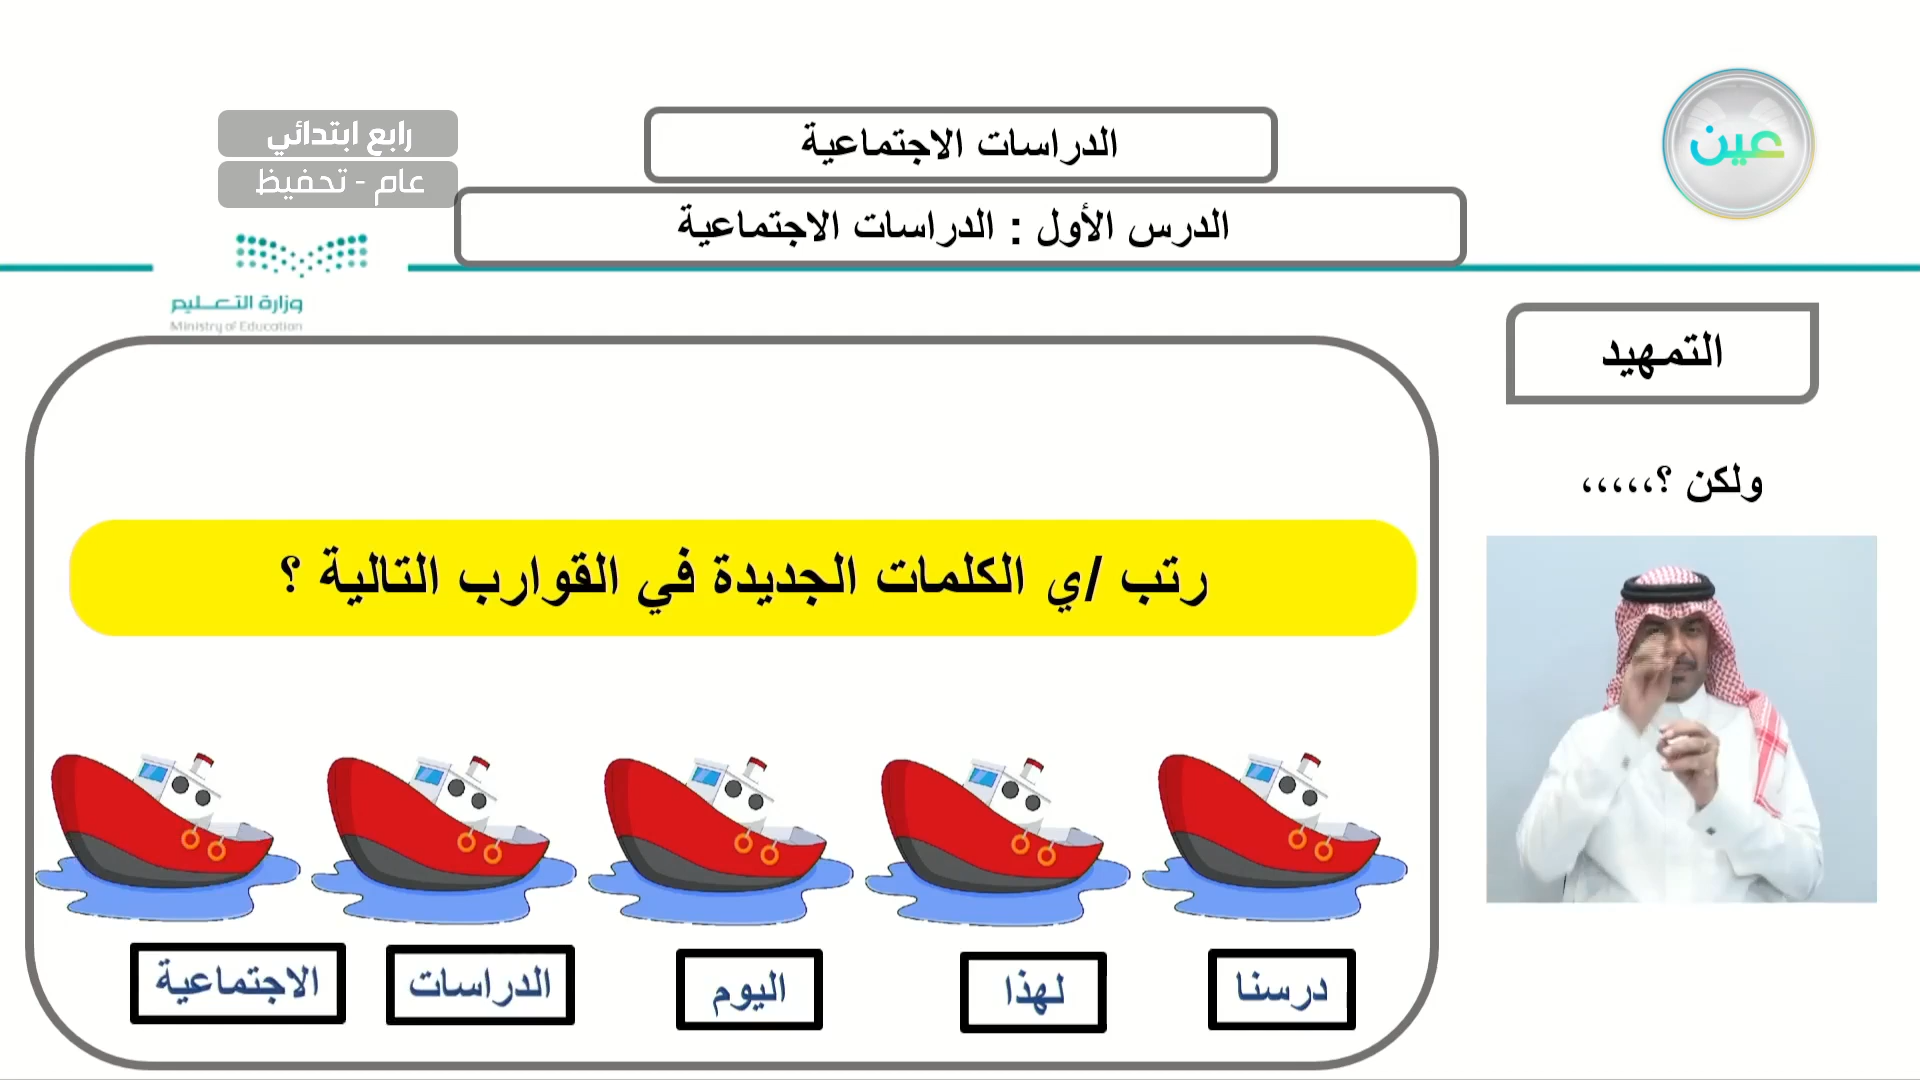 عين
الدراسات الاجتماعية
رابع ابتدائي
عام - تحفيظ
الدرس الأول : الدراسات الاجتماعية
وزارة التعليم
Ministry of Education
التمهيد
ولكن ؟،،،،،
رتب /ي الكلمات الجديدة في القوارب التالية ؟
درسنا
لهذا
اليوم
الدراسات
الاجتماعية